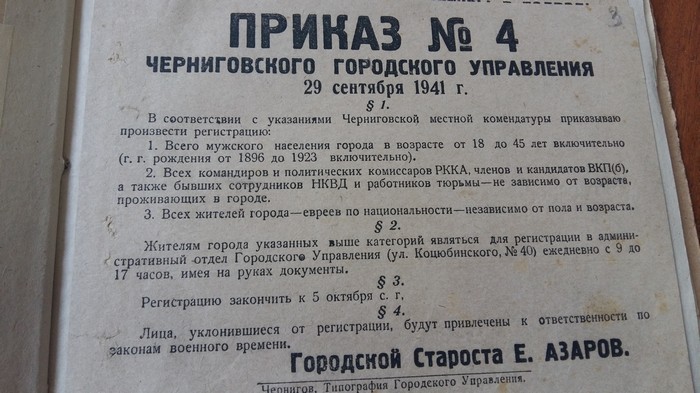 3
ПРИКАЗ № 4
ЧЕРНИГОВСКОГО ГОРОДСКОГО УПРАВЛЕНИЯ
29 сентября 1941 г.
§ 1.
В соответствии с указаниями Черниговской местной комендатуры приказываю
произвести регистрацию:
1. Всего мужского населения города в возрасте от 18 до 45 лет включительно
(г. г. рождения от 1896 до 1923 включительно).
2. Всех командиров и политических комиссаров РККА, членов и кандидатов ВКП(б),
а также бывших сотрудников НКВД и работников тюрьмы—не зависимо от возраста,
проживающих в городе.
3. Всех жителей города—евреев по национальности—независимо от пола и возраста.
§ 2.
Жителям города указанных выше категорий являться для регистрации в админи-
стративный отдел Городского Управления (ул. Коцюбинского, № 40) ежедневно с 9 до
17 часов, имея на руках документы.
§ 3.
Регистрацию закончить к 5 октября с. г.
§ 4.
Лица, уклонившиеся от регистрации, будут привлечены к ответственности по
законам военного времени.
Городской Староста Е. АЗАРОВ.
Чернигов, Типография Городского Управления.